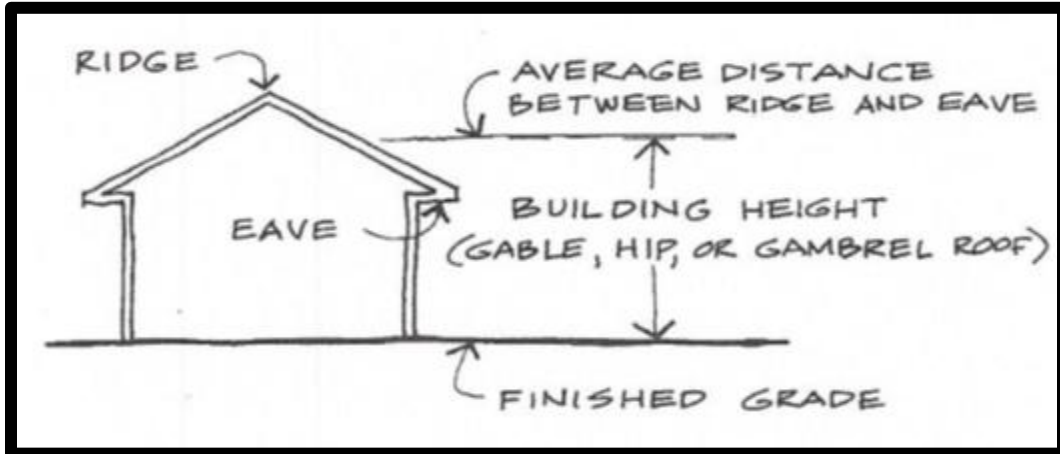 RIDGE
AVERAGE DISTANCE
BETWEEN RIDGE AND EAVE
EAVE
BUILDING HEIGHT
(GABLE, HIP, OR GAMBREL ROOF)
FINISHED GRADE